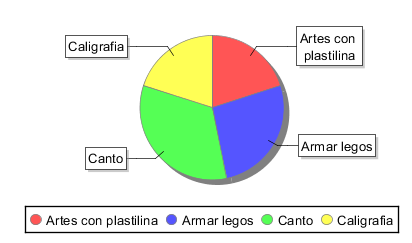 Caligrafia
Artes con
plastilina
Canto
Armar legos
Artes con plastilina Armar legos Canto Caligrafia